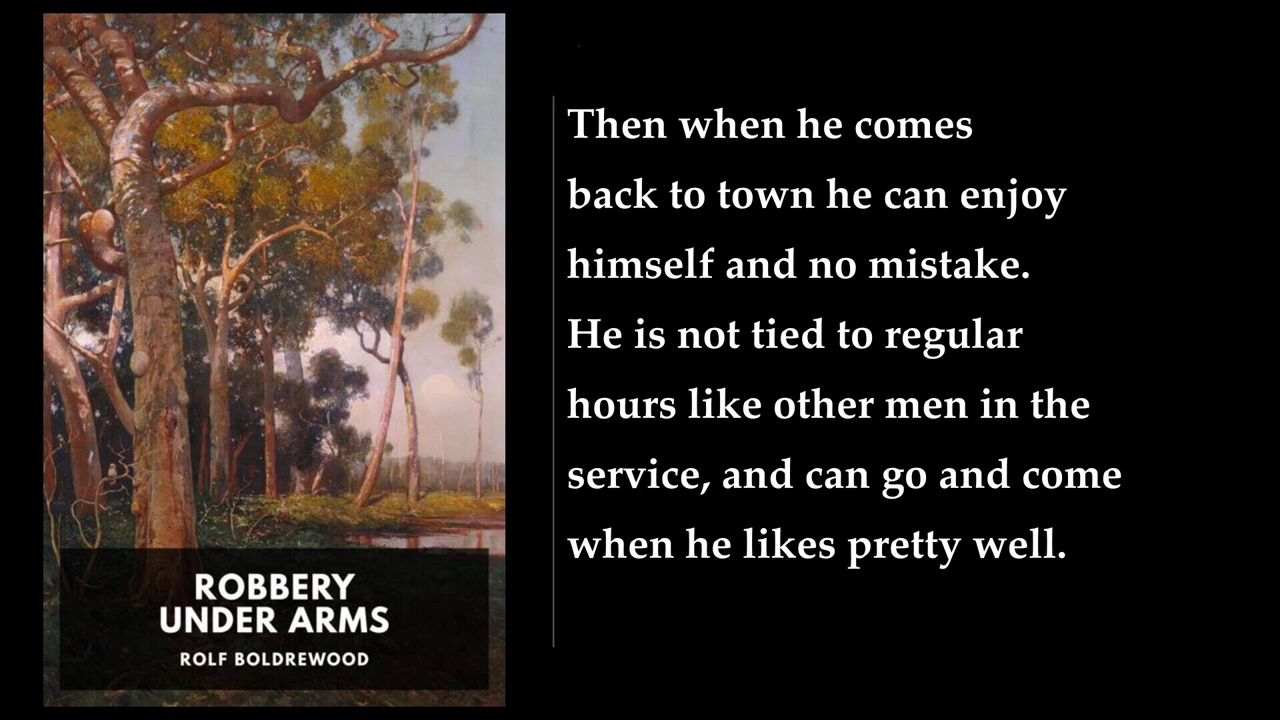 ROBBERY
UNDER ARMS
ROLF BOLDREWOOD
Then when he comes
back to town he can enjoy
himself and no mistake.
He is not tied to regular
hours like other men in the
service, and can go and come
when he likes pretty well.